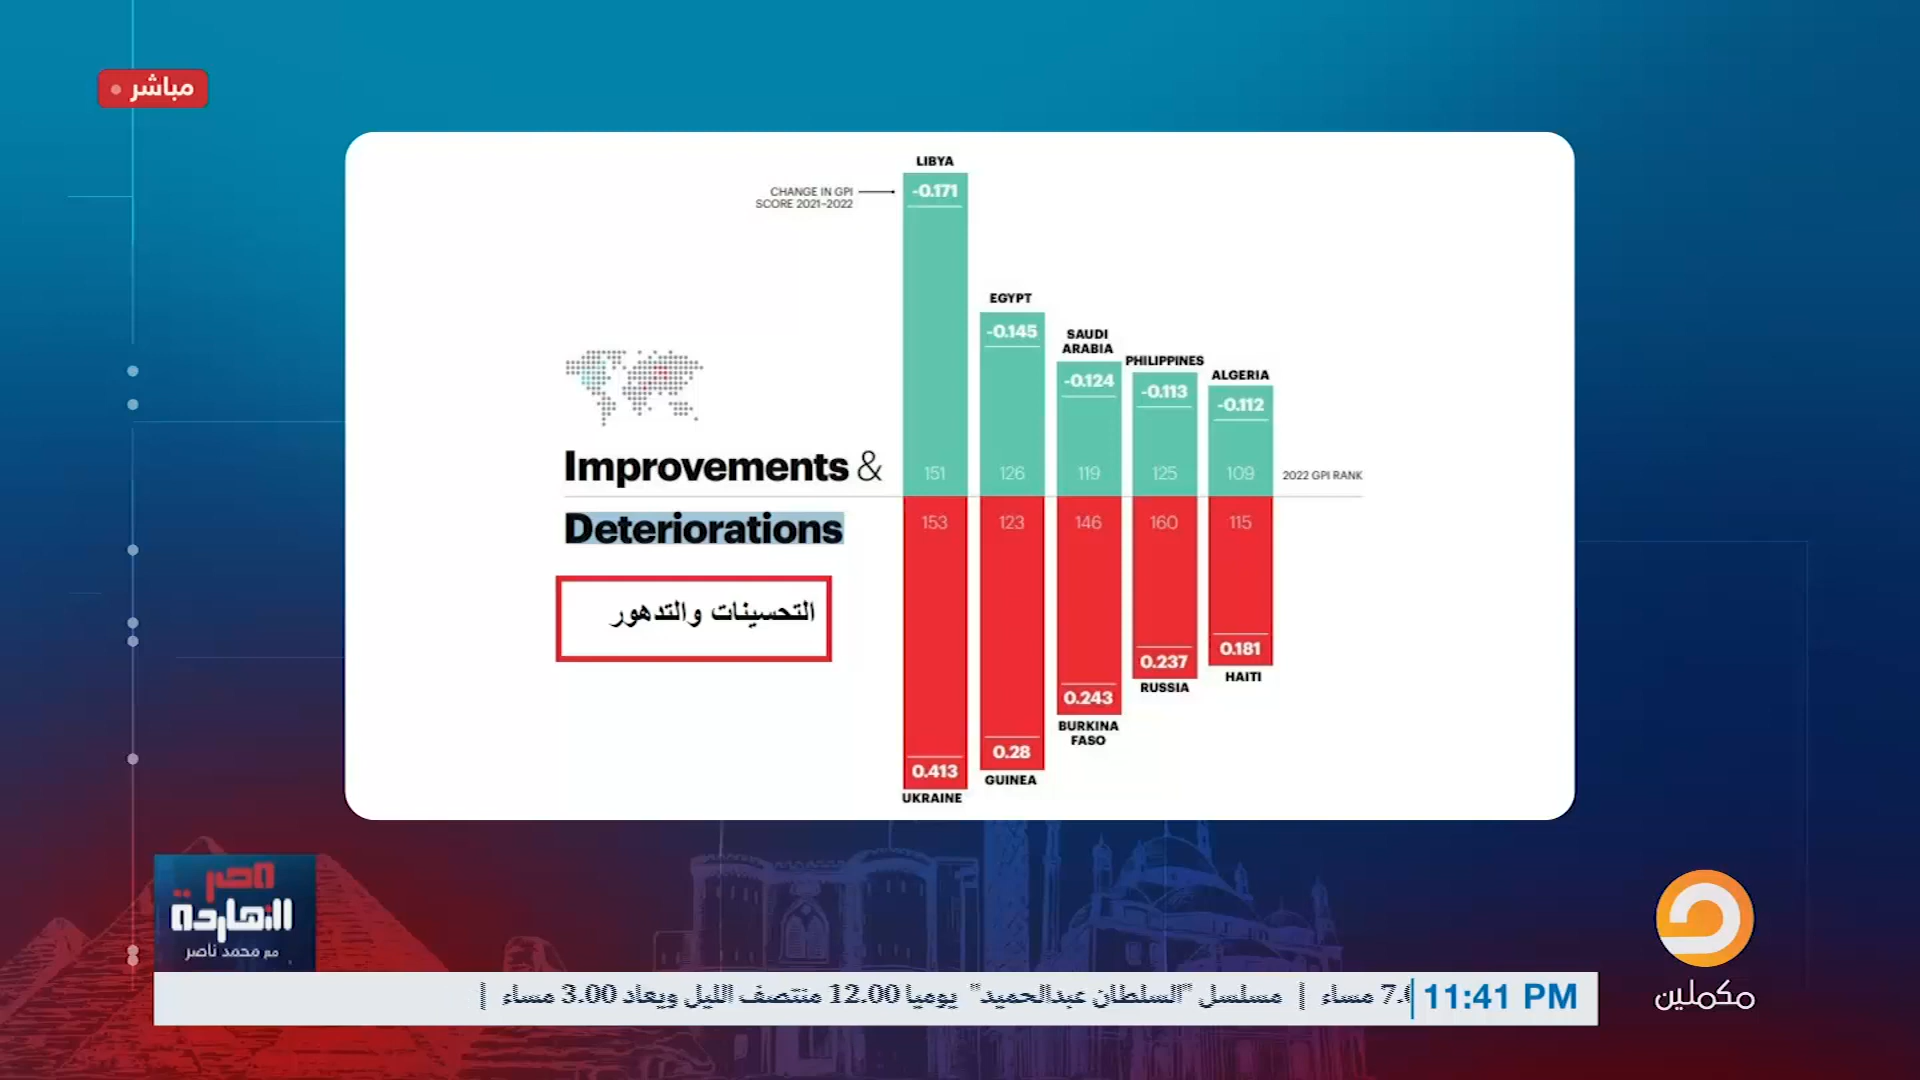 مباشر
LIBYA
CHANGE IN GPI
SCORE 2021-2022
-0.171
EGYPT
-0.145
SAUDI
ARABIA
-0.124
PHILIPPINES
-0.113
ALGERIA
-0.112
Improvements &
151
126
119
125
109
2022 GPI RANK
Deteriorations
153
123
146
160
115
التحسينات والتدهور
0.413
UKRAINE
0.28
GUINEA
0.243
BURKINA
FASO
0.237
RUSSIA
0.181
HAITI
مصر
النهاردة
مع محمد ناصر
مساء | مسلسل "السلطان عبدالحميد" يوميا 12.00 منتصف الليل ويعاد 3.00 مساء |
11:41 PM
مكملين